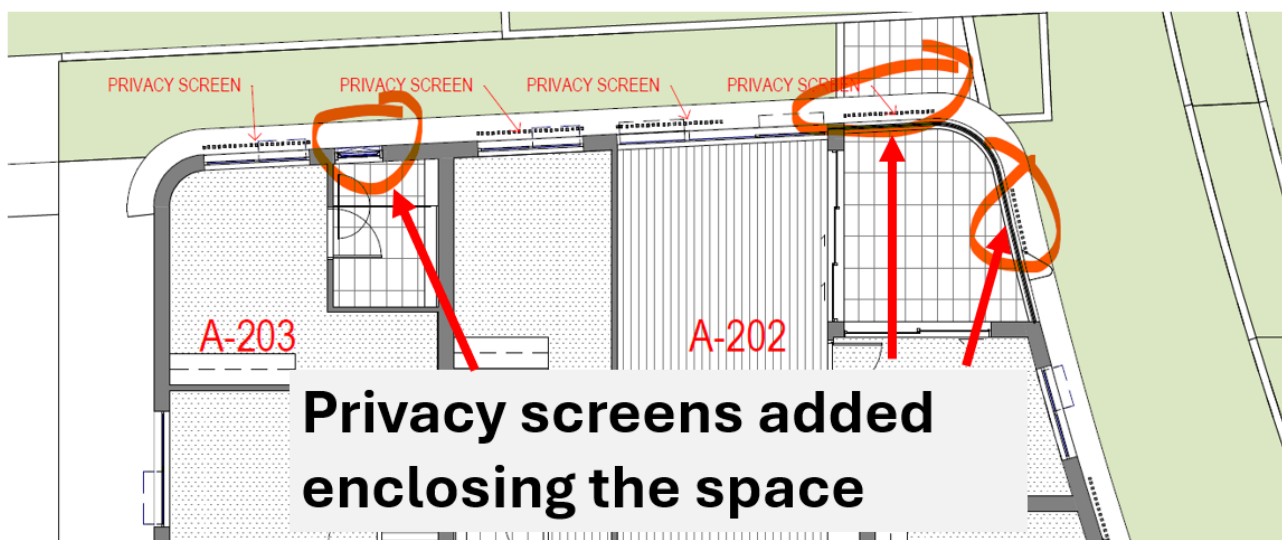 PRIVACY SCREEN PRIVACY SCREEN PRIVACY SCREEN PRIVACY SCREEN
A-203 A-202
Privacy screens added
enclosing the space